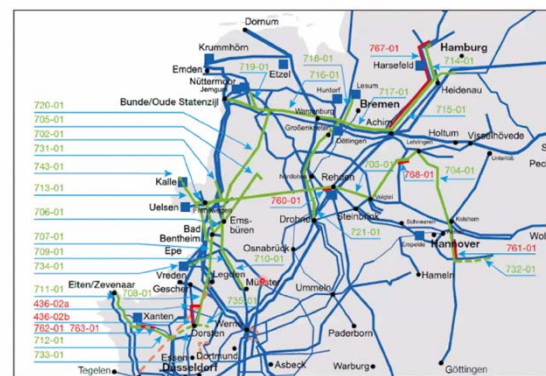 Dornum
Krummhörn
Emden
Hamburg
767-01
Harsefeld
714-01
Nüttermoor
Jemgum
719-01
Etzel
718-01
716-01
Huntorf
Lesum
Bremen
Heidenau
720-01
Bunde/Oude Statenzijl
Wardenburg
717-01
Achim
715-01
705-01
Großenkneten
702-01
Dötlingen
Holtum
Visselhövede
731-01
743-01
Kalle
703-01
704-01
Rehden
768-01
713-01
Uelsen
760-01
Voigtei
706-01
Emsbüren
Drohne
Steinbrink
Schneeren
Kolshorn
707-01
Bad Bentheim
721-01
Empelde
Hannover
761-01
709-01
Epe
Osnabrück
734-01
Vreden
710-01
732-01
Legden
Hameln
711-01
Elten/Zevenaar
Gescher
Münster
708-01
Ummeln
436-02a
735-01
436-02b
Xanten
Werne
762-01
763-01
Dorsten
Paderborn
712-01
733-01
Essen
Dortmund
Düsseldorf
Tegelen
Asbeck
Warburg
Göttingen